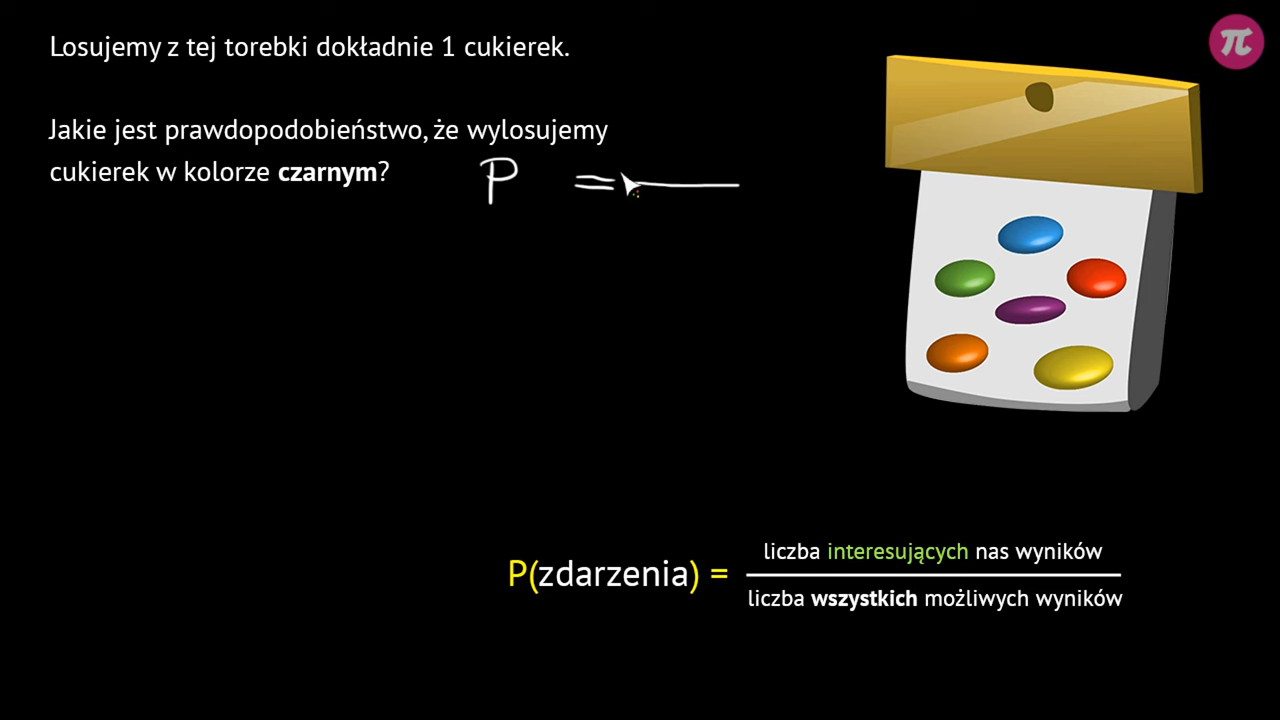 Losujemy z tej torebki dokładnie 1 cukierek.
Jakie jest prawdopodobieństwo, że wylosujemy
cukierek w kolorze czarnym?
P =
π
P(zdarzenia) = liczba interesujących nas wyników
liczba wszystkich możliwych wyników